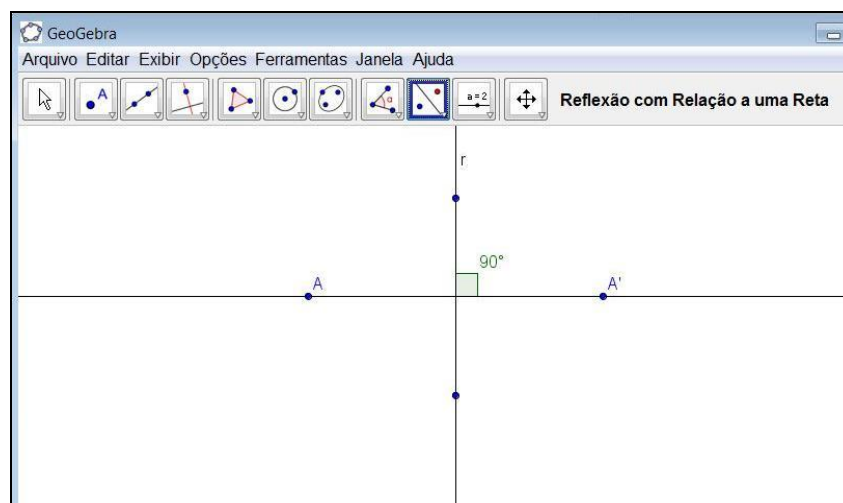 GeoGebra
Arquivo Editar Exibir Opções Ferramentas Janela Ajuda
A α a=2 Reflexão com Relação a uma Reta
r
90°
A A'